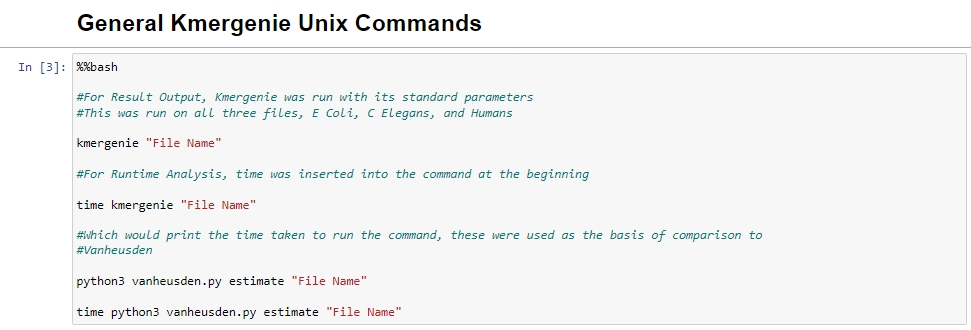 General Kmergenie Unix Commands
In [3]: %%bash
#For Result Output, Kmergenie was run with its standard parameters
#This was run on all three files, E Coli, C Elegans, and Humans
kmergenie "File Name"
#For Runtime Analysis, time was inserted into the command at the beginning
time kmergenie "File Name"
#Which would print the time taken to run the command, these were used as the basis of comparison to
#Vanheusden
python3 vanheusden.py estimate "File Name"
time python3 vanheusden.py estimate "File Name"